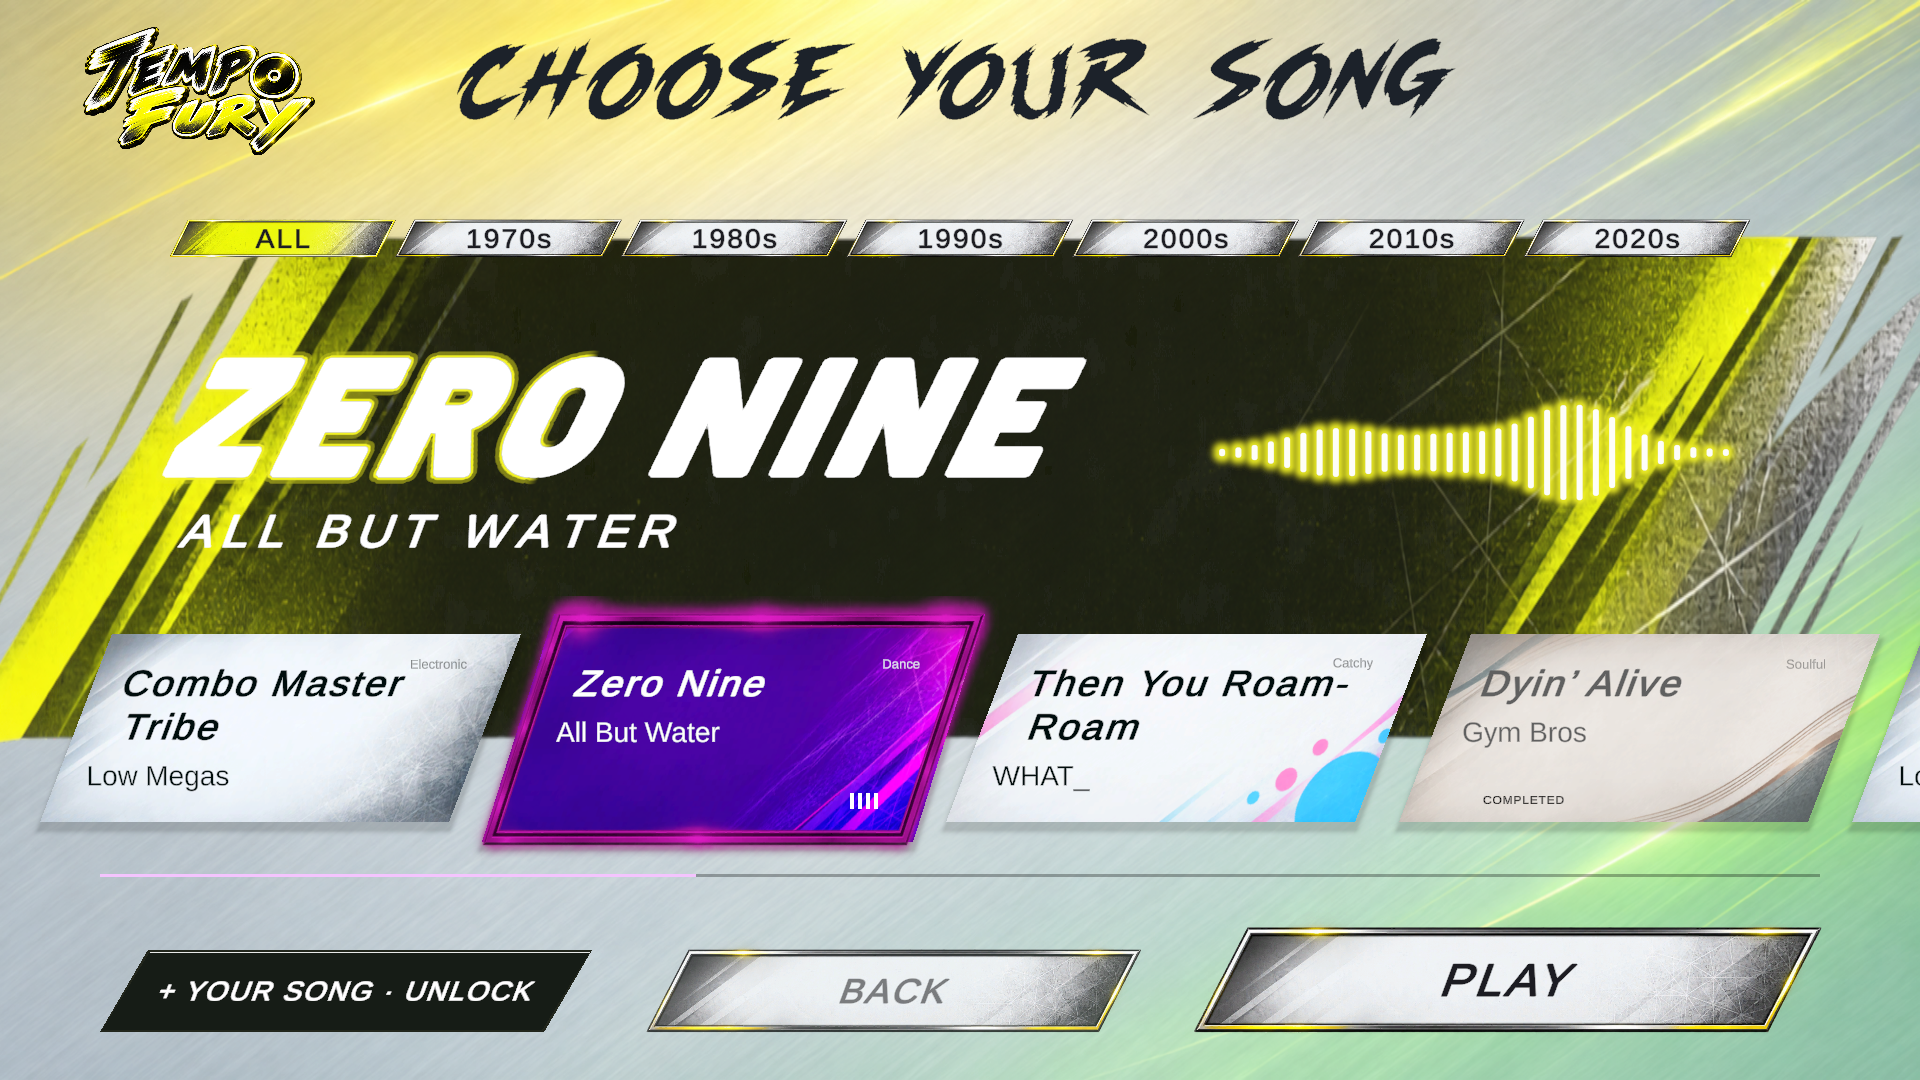 TEMPO
FURY
CHOOSE YOUR SONG
ALL
1970s
1980s
1990s
2000s
2010s
2020s
ZERO NINE
ALL BUT WATER
Combo Master
Tribe
Electronic
Low Megas
Zero Nine
Dance
All But Water
Then You Roam-
Roam
Catchy
WHAT_
Dyin’ Alive
Soulful
Gym Bros
COMPLETED
+ YOUR SONG · UNLOCK
BACK
PLAY